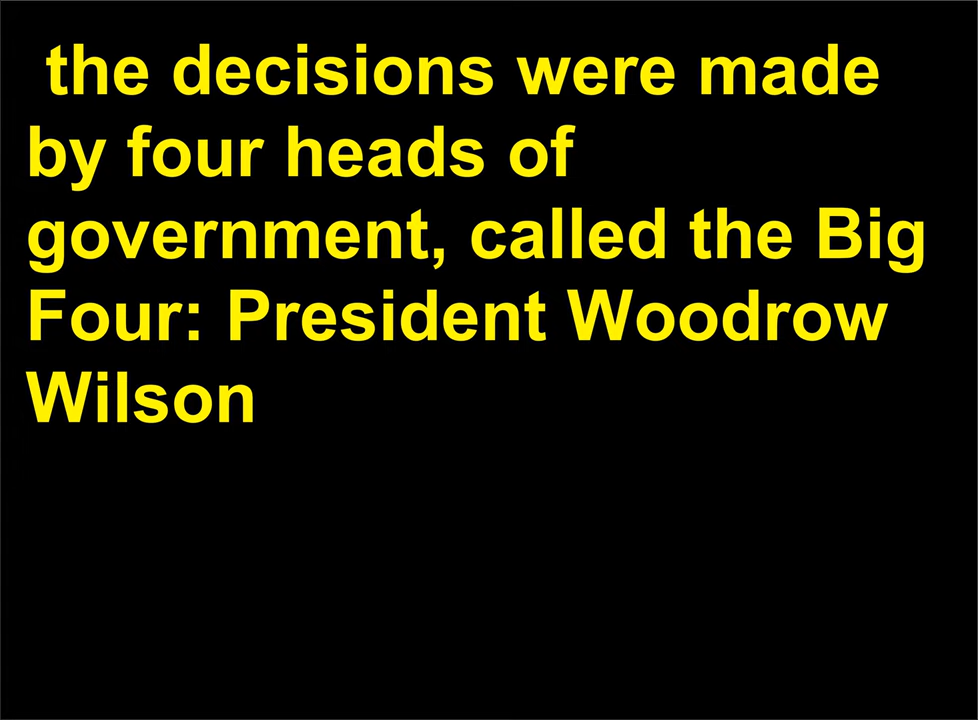 the decisions were made
by four heads of
government, called the Big
Four: President Woodrow
Wilson